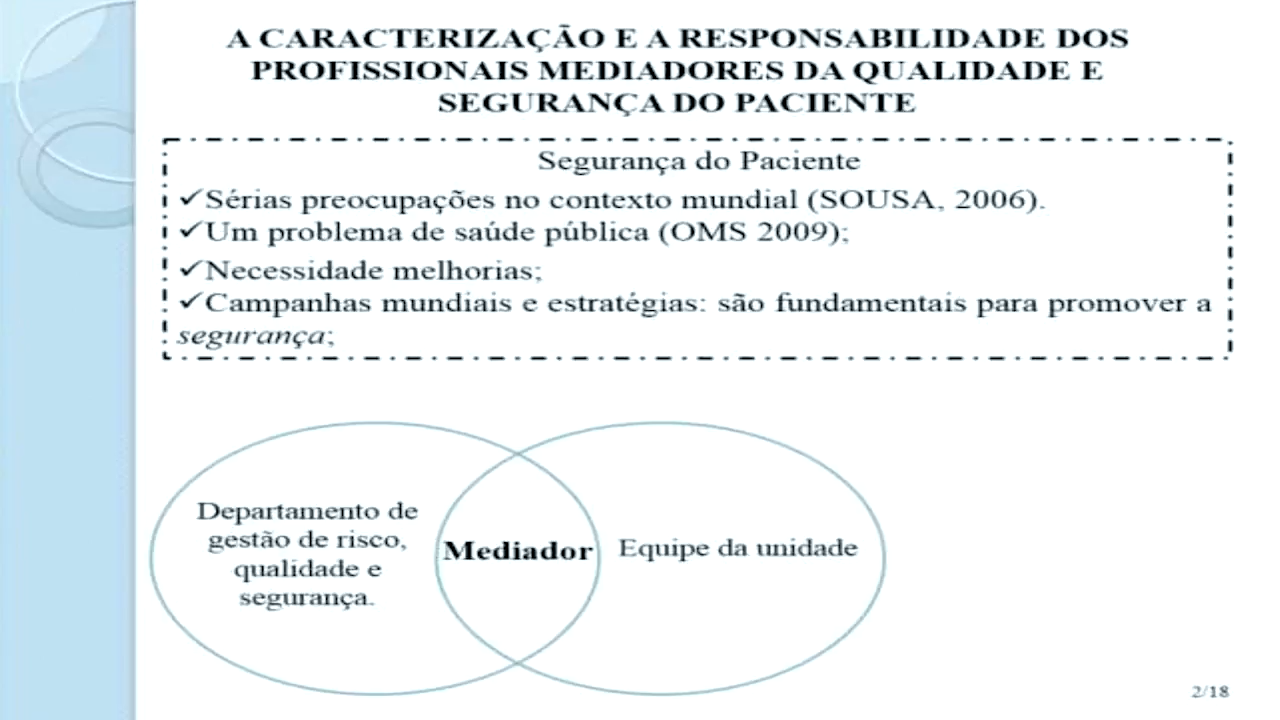 A CARACTERIZAÇÃO E A RESPONSABILIDADE DOS
PROFISSIONAIS MEDIADORES DA QUALIDADE E
SEGURANÇA DO PACIENTE
Segurança do Paciente
✓Sérias preocupações no contexto mundial (SOUSA, 2006).
✓Um problema de saúde pública (OMS 2009);
✓Necessidade melhorias;
✓Campanhas mundiais e estratégias: são fundamentais para promover a
segurança;
Departamento de
gestão de risco,
qualidade e
segurança.
Mediador
Equipe da unidade
2/18